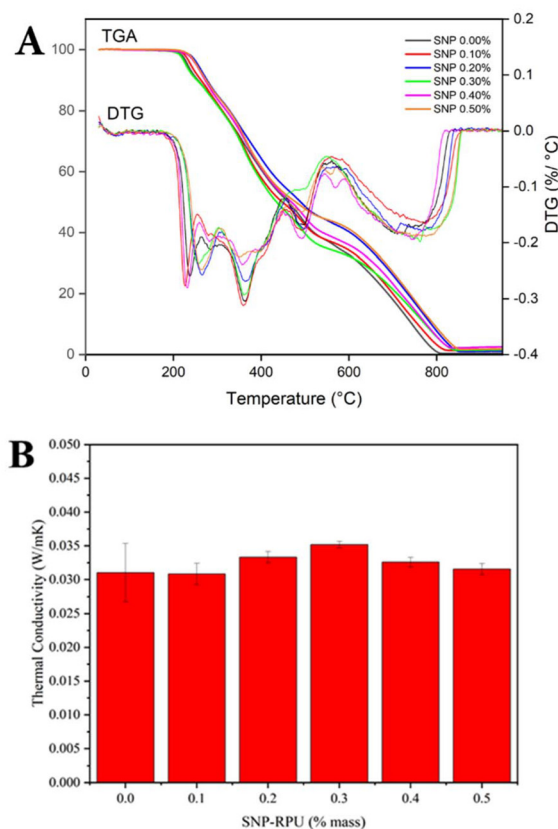 A
TGA
DTG
SNP 0.00%
SNP 0.10%
SNP 0.20%
SNP 0.30%
SNP 0.40%
SNP 0.50%
100
80
60
40
20
0
0.2
0.1
0.0
-0.1
-0.2
-0.3
-0.4
DTG (%/ °C)
0 200 400 600 800
Temperature (°C)
B
Thermal Conductivity (W/mK)
0.050
0.045
0.040
0.035
0.030
0.025
0.020
0.015
0.010
0.005
0.000
0.0 0.1 0.2 0.3 0.4 0.5
SNP-RPU (% mass)